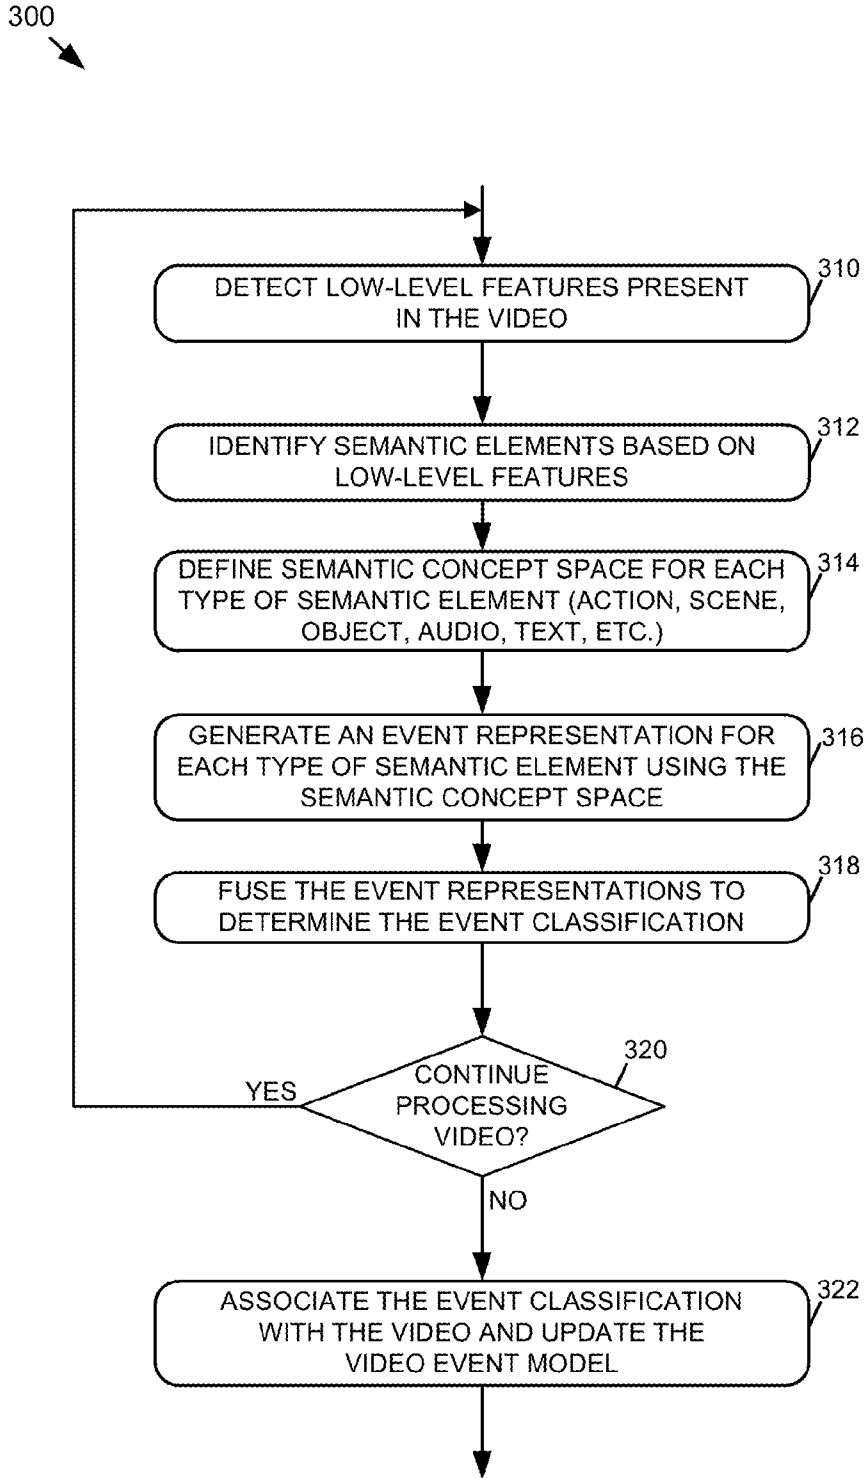 300
DETECT LOW-LEVEL FEATURES PRESENT
IN THE VIDEO
310
IDENTIFY SEMANTIC ELEMENTS BASED ON
LOW-LEVEL FEATURES
312
DEFINE SEMANTIC CONCEPT SPACE FOR EACH
TYPE OF SEMANTIC ELEMENT (ACTION, SCENE,
OBJECT, AUDIO, TEXT, ETC.)
314
GENERATE AN EVENT REPRESENTATION FOR
EACH TYPE OF SEMANTIC ELEMENT USING THE
SEMANTIC CONCEPT SPACE
316
FUSE THE EVENT REPRESENTATIONS TO
DETERMINE THE EVENT CLASSIFICATION
318
CONTINUE
PROCESSING
VIDEO?
320
YES
NO
ASSOCIATE THE EVENT CLASSIFICATION
WITH THE VIDEO AND UPDATE THE
VIDEO EVENT MODEL
322